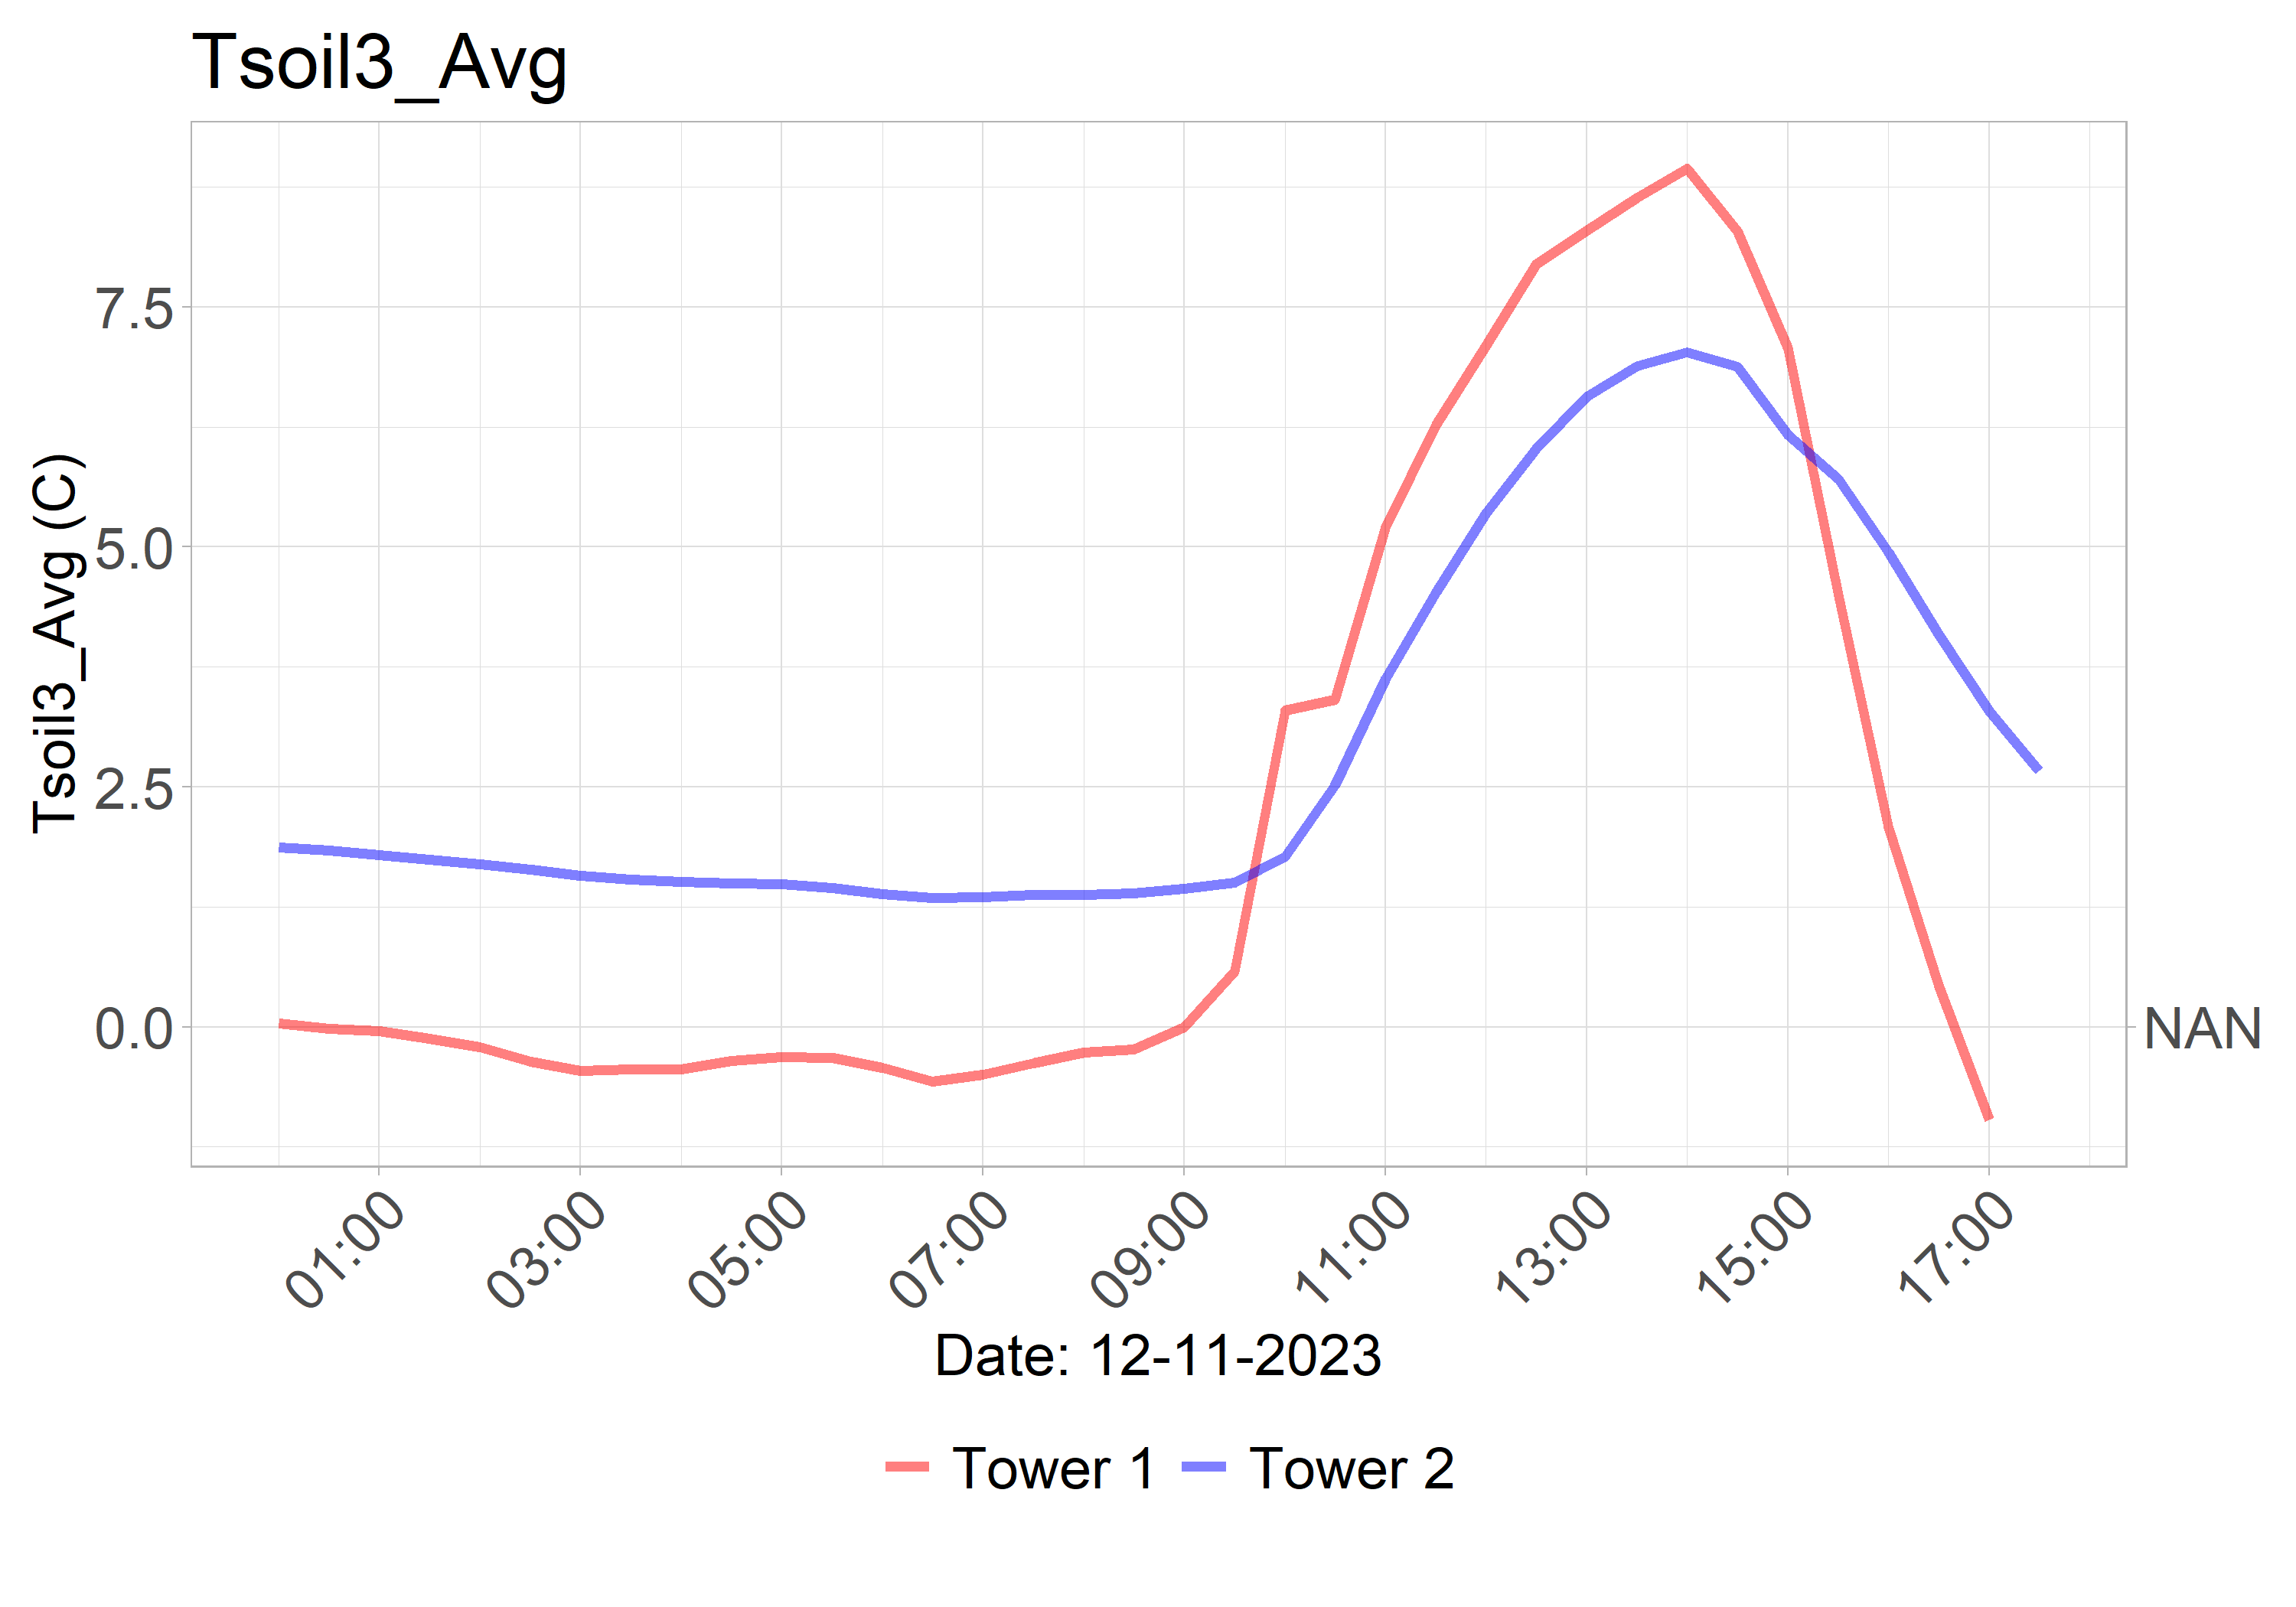 Tsoil3_Avg
Tsoil3_Avg (C)
7.5
5.0
2.5
0.0
NAN
01:00
03:00
05:00
07:00
09:00
11:00
13:00
15:00
17:00
Date: 12-11-2023
Tower 1
Tower 2